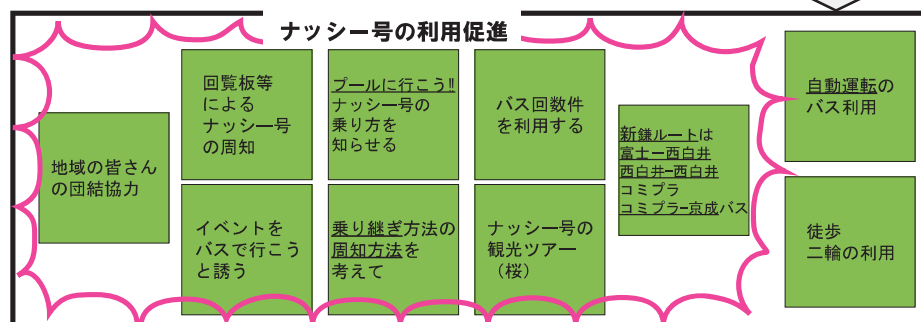 ナッシー号の利用促進
地域の皆さん
の団結協力
回覧板等
による
ナッシー号
の周知
イベントを
バスで行こう
と誘う
プールに行こう!!
ナッシー号の
乗り方を
知らせる
乗り継ぎ方法の
周知方法を
考えて
バス回数件
を利用する
ナッシー号の
観光ツアー
（桜）
新鎌ルートは
富士ー西白井
西白井ｰ西白井
コミプラ
コミプラｰ京成バス
自動運転の
バス利用
徒歩
二輪の利用